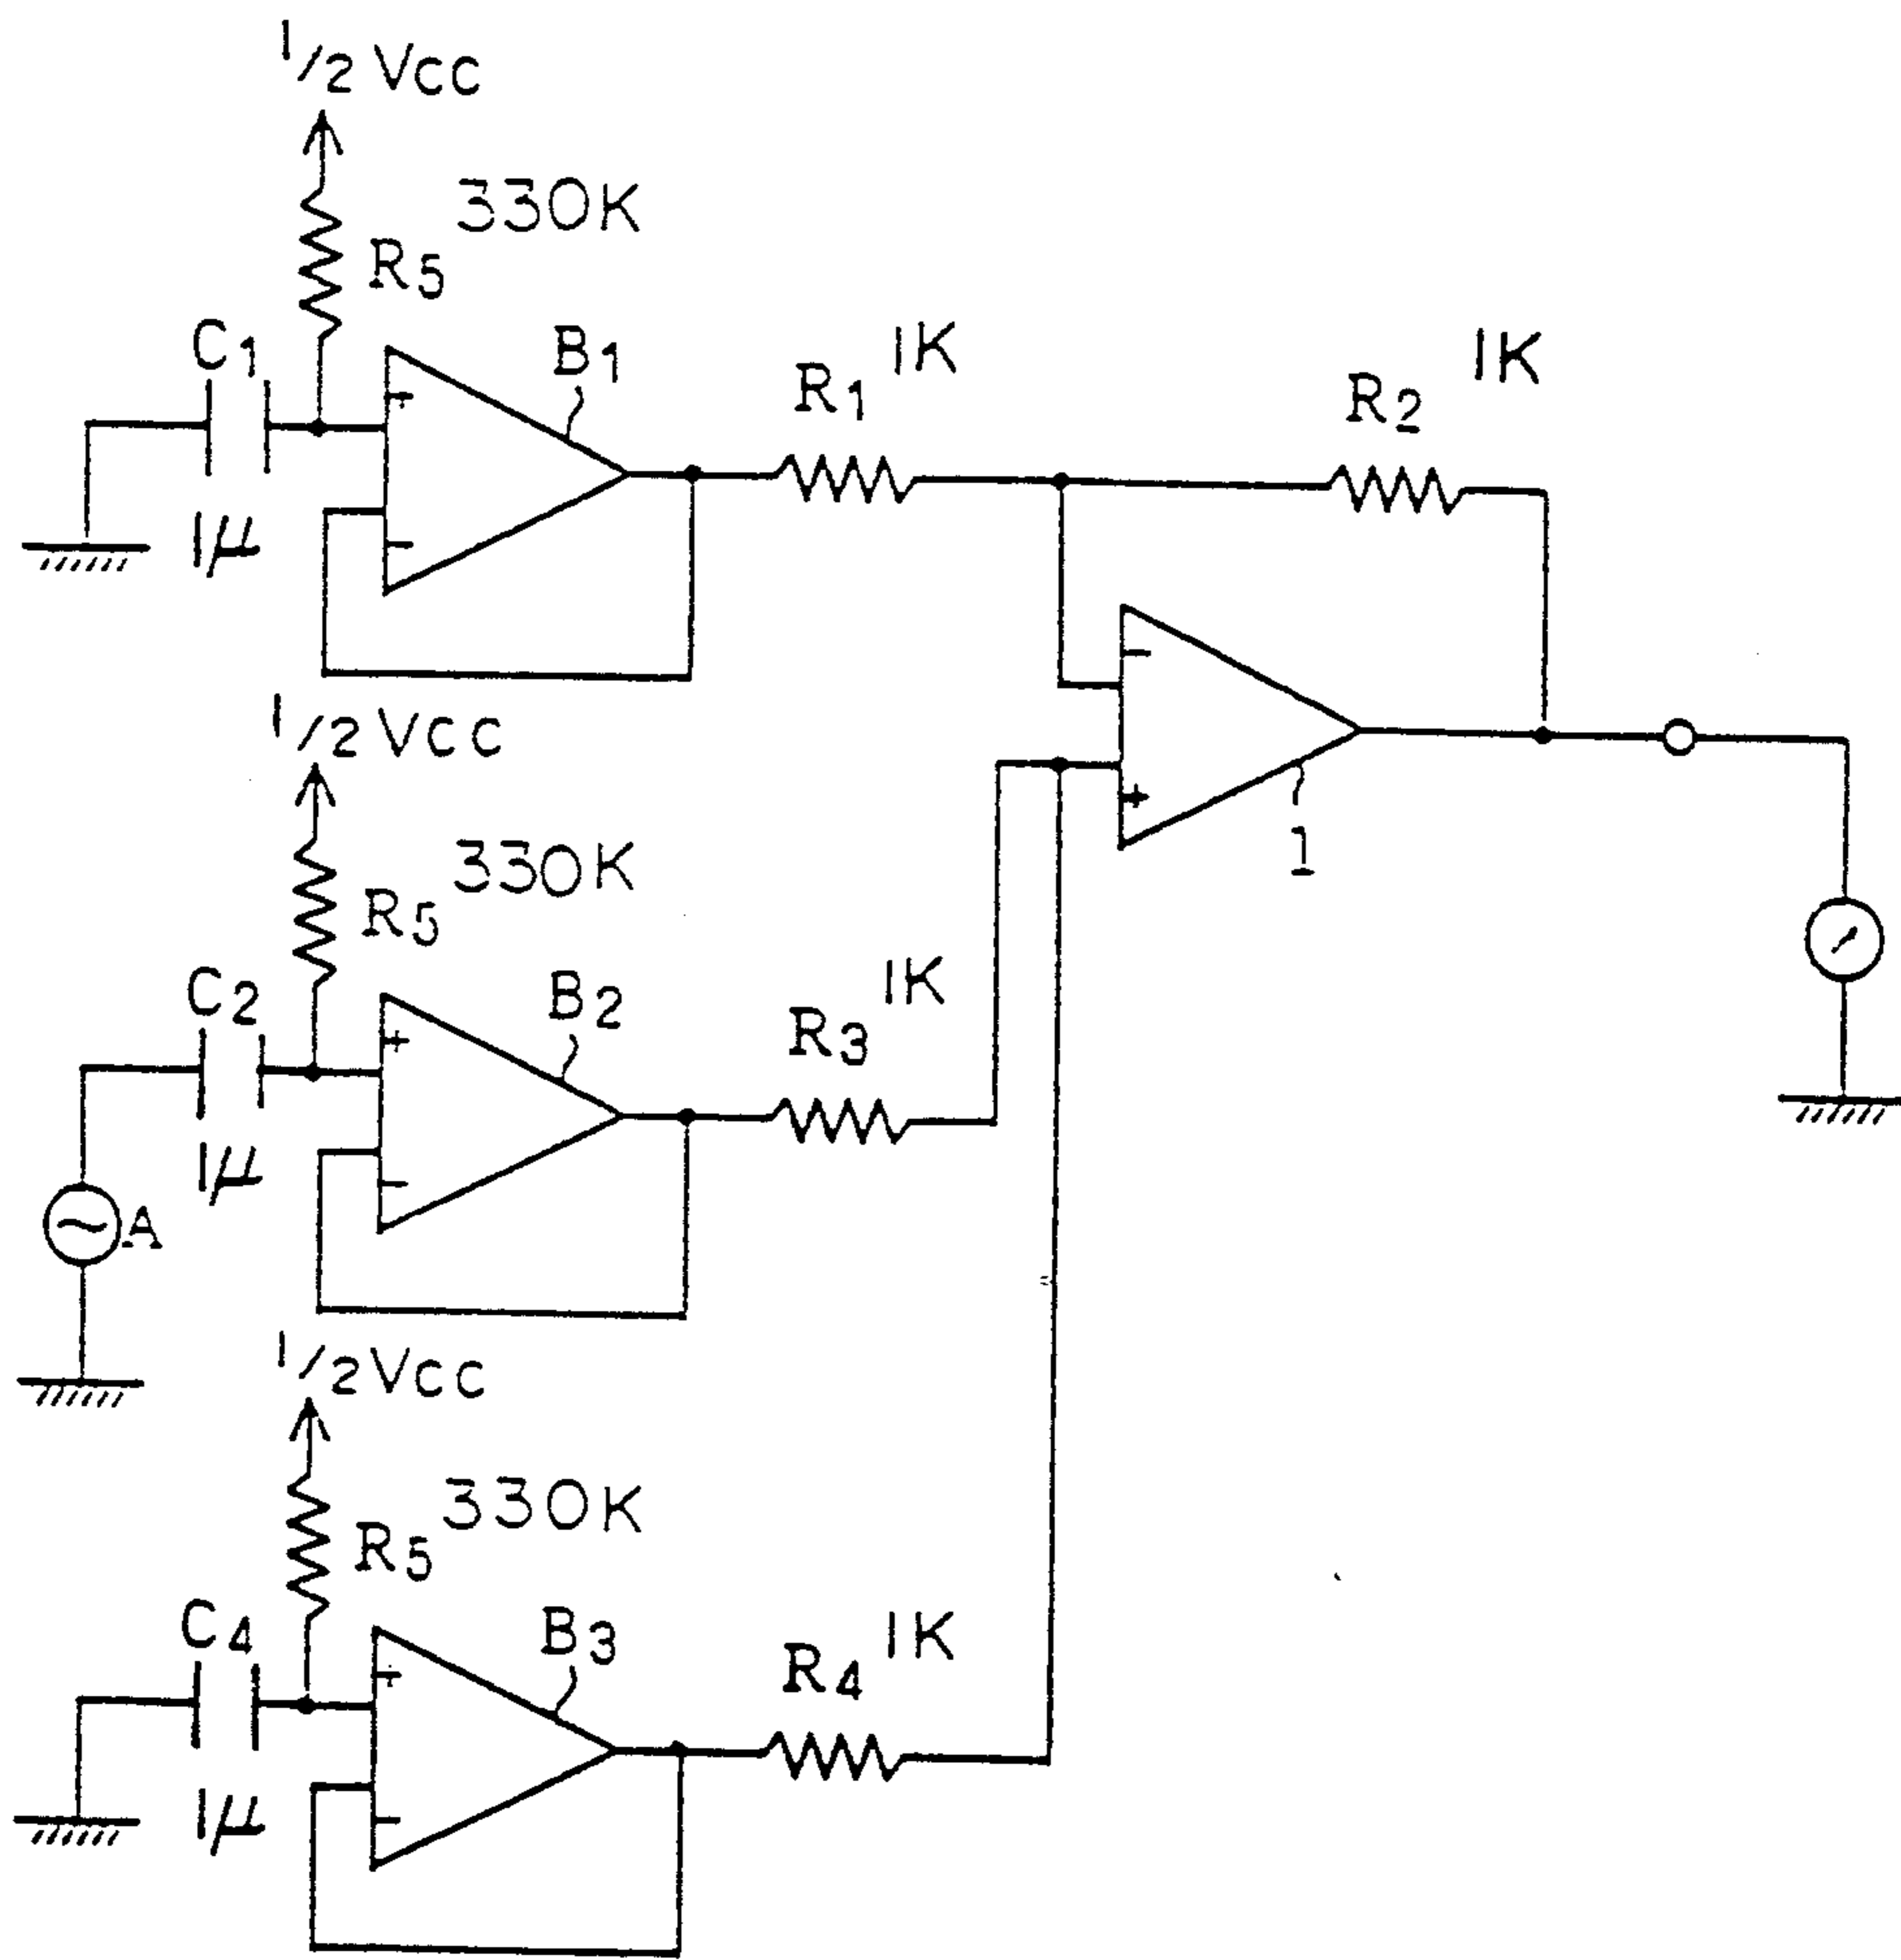 1/2 VCC
330K
R5
C1
B1
R1
1K
R2
1K
1μ
+
-
-
+
1
1/2 VCC
330K
R5
C2
B2
R3
1K
1μ
+
-
A
1/2 VCC
330K
R5
C4
B3
R4
1K
1μ
+
-